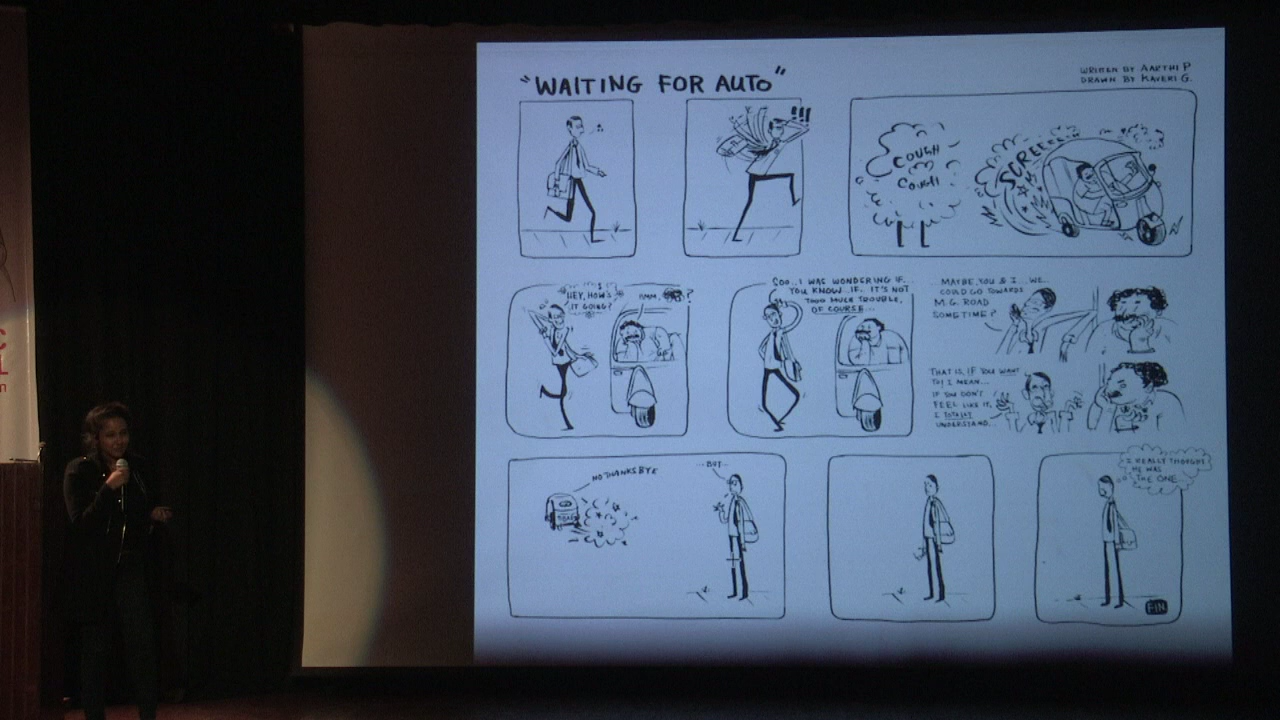 "WAITING FOR AUTO"
WRITTEN BY AARTHI P
DRAWN BY KAVERI G.
!!!
COUGH
COUGH
SCREEEE
HEY, HOW'S
IT GOING?
HMM,
?
SOO.. I WAS WONDERING IF...
YOU KNOW.. IF.. IT'S NOT
TOOO MUCH TROUBLE,
OF COURSE...
MAYBE, YOU & I.. WE..
COULD GO TOWARDS
M.G. ROAD
SOMETIME?
THAT IS, IF YOU WANT
TO! I MEAN...
IF YOU DON'T
FEEL LIKE IT,
I TOTALLY
UNDERSTAND...
NO THANKS BYE
...BUT...
I REALLY THOUGHT
HE WAS
THE ONE
FIN
C
L
n